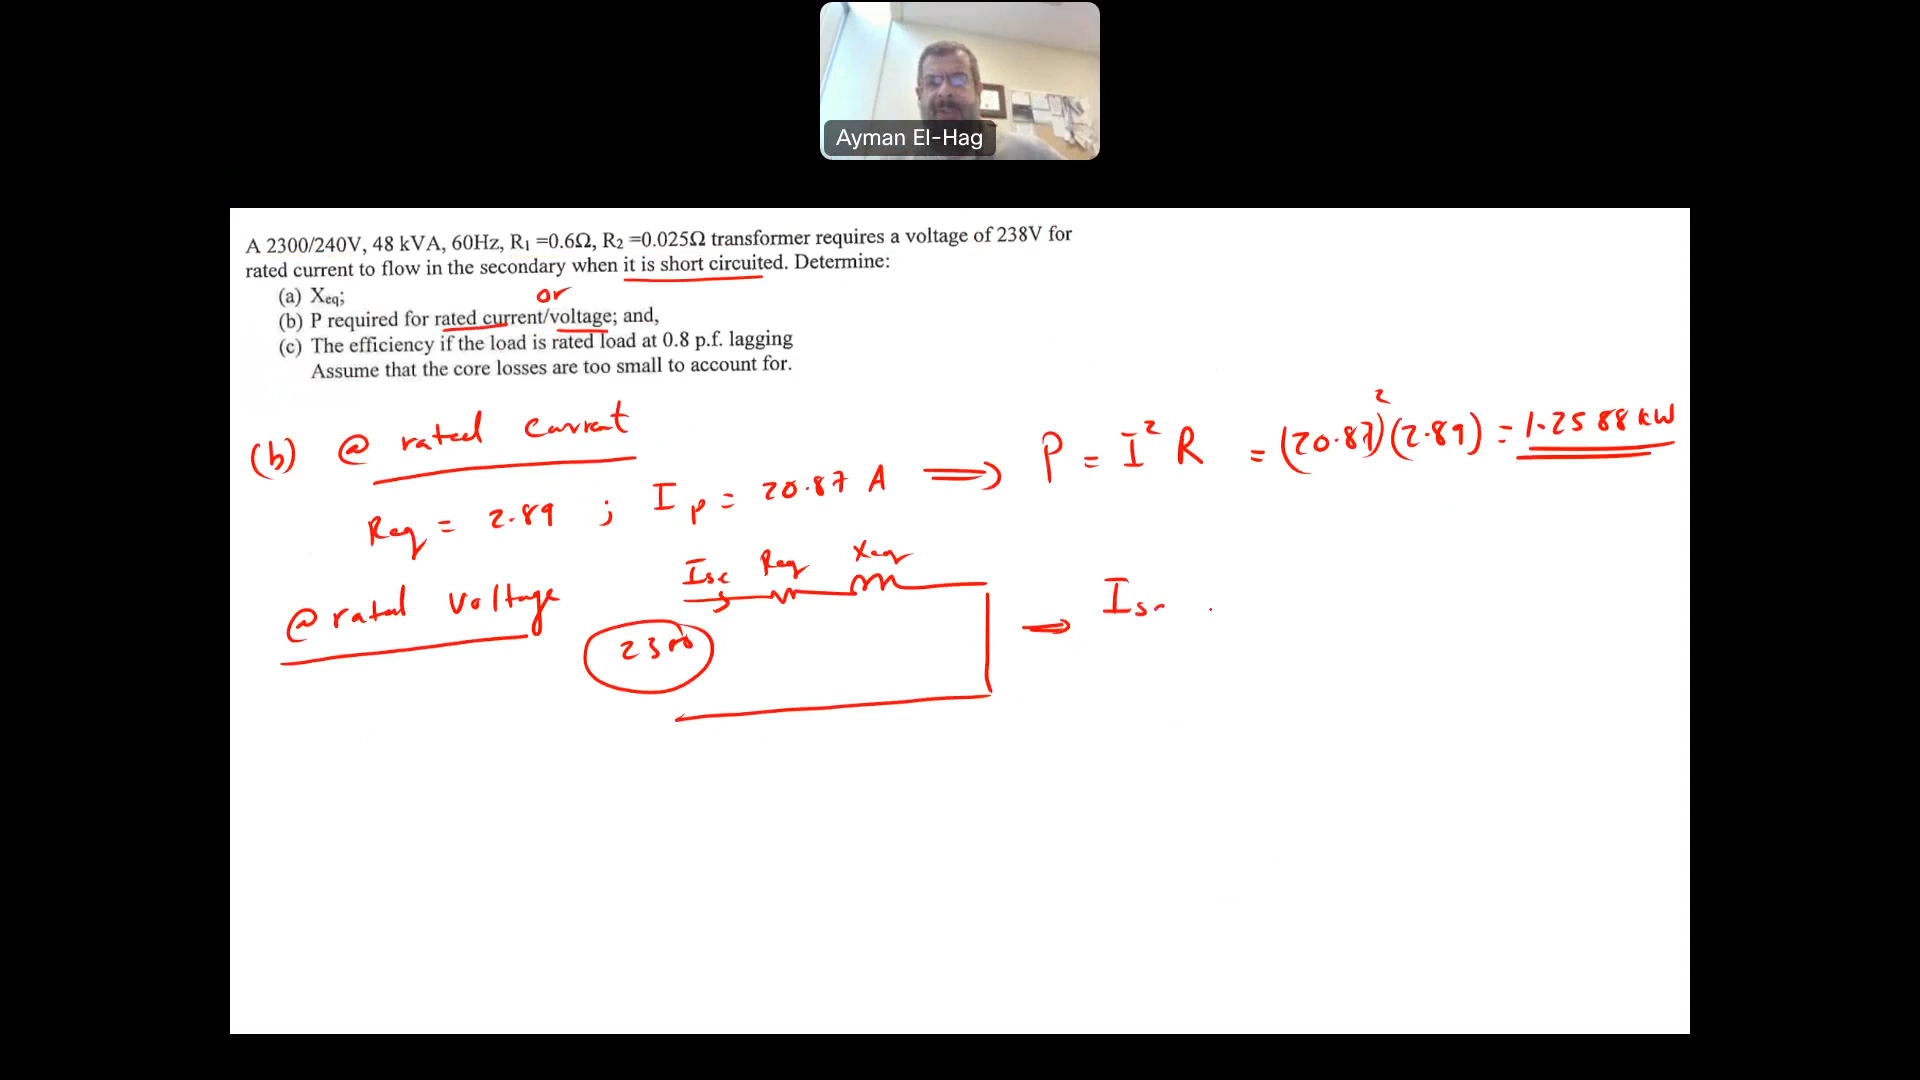 Ayman El-Hag
A 2300/240V, 48 kVA, 60Hz, R₁ =0.6Ω, R₂ =0.025Ω transformer requires a voltage of 238V for
rated current to flow in the secondary when it is short circuited. Determine:
(a) Xeq;
or
(b) P required for rated current/voltage; and,
(c) The efficiency if the load is rated load at 0.8 p.f. lagging
Assume that the core losses are too small to account for.
(b) @ rated current
Req = 2.89 ; Ip = 20.87 A ⟹ P = I² R = (20.87)² (2.89) = 1.2588 kW
@ rated voltage
Isc Req Xeq
2300
→ Isc